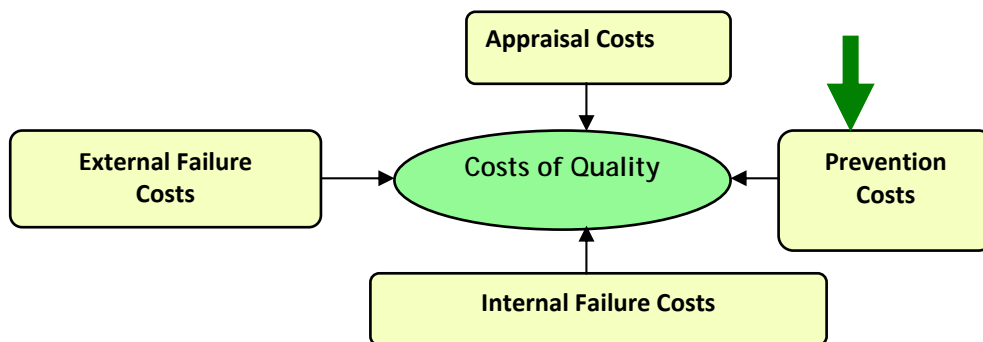 Appraisal Costs
External Failure
Costs
Costs of Quality
Prevention
Costs
Internal Failure Costs